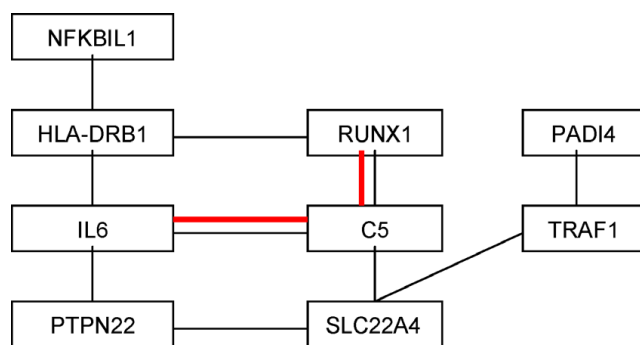 NFKBIL1
HLA-DRB1 RUNX1 PADI4
IL6 C5 TRAF1
PTPN22 SLC22A4